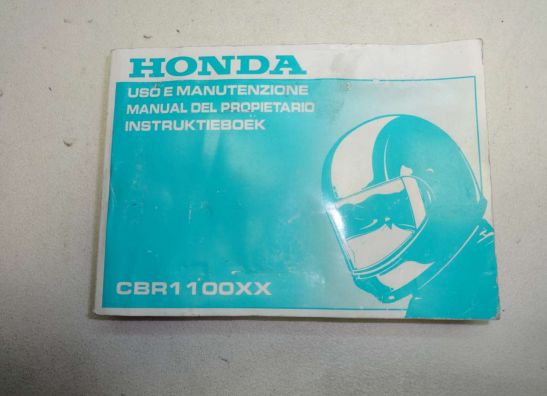 HONDA
USO E MANUTENZIONE
MANUAL DEL PROPIETARIO
INSTRUKTIEBOEK
CBR1100XX